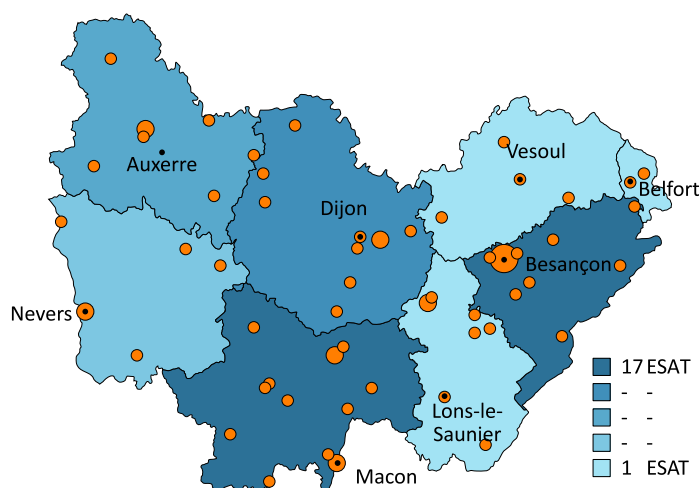 Vesoul
Auxerre
Belfort
Dijon
Besançon
Nevers
17 ESAT
- -
- -
- -
1 ESAT
Lons-le-
Saunier
Macon